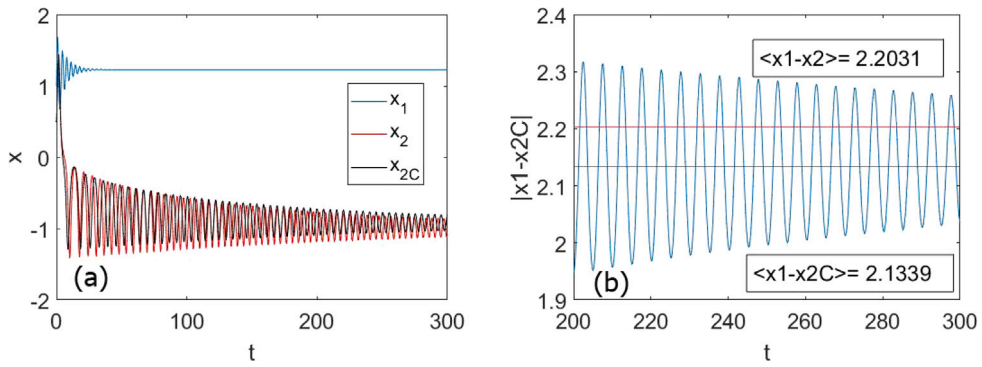 2
1
0
-1
-2
x
0
100
200
300
t
x1
x2
x2C
(a)
2.4
2.3
2.2
2.1
2
1.9
|x1-x2C|
200
220
240
260
280
300
t
<x1-x2>= 2.2031
<x1-x2C>= 2.1339
(b)